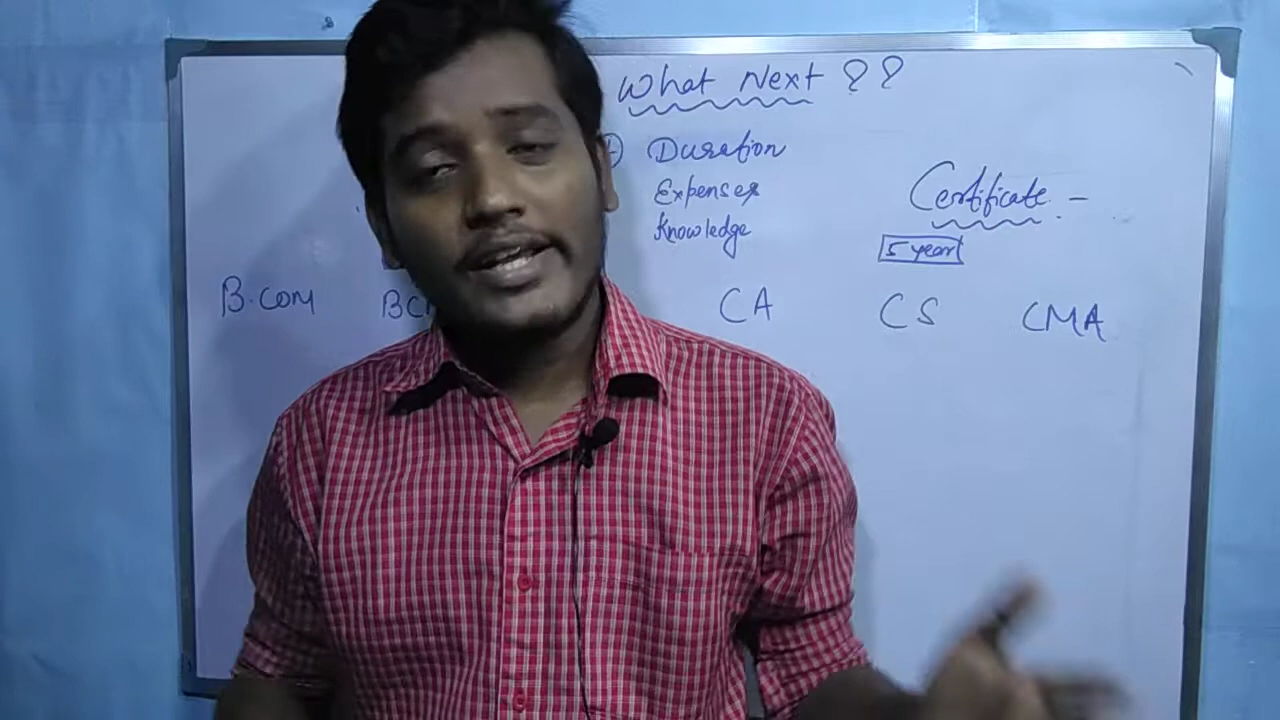 What Next ??
Duration
Expenses
Knowledge
Certificate -
5 year
B.COM
CA
CS
CMA